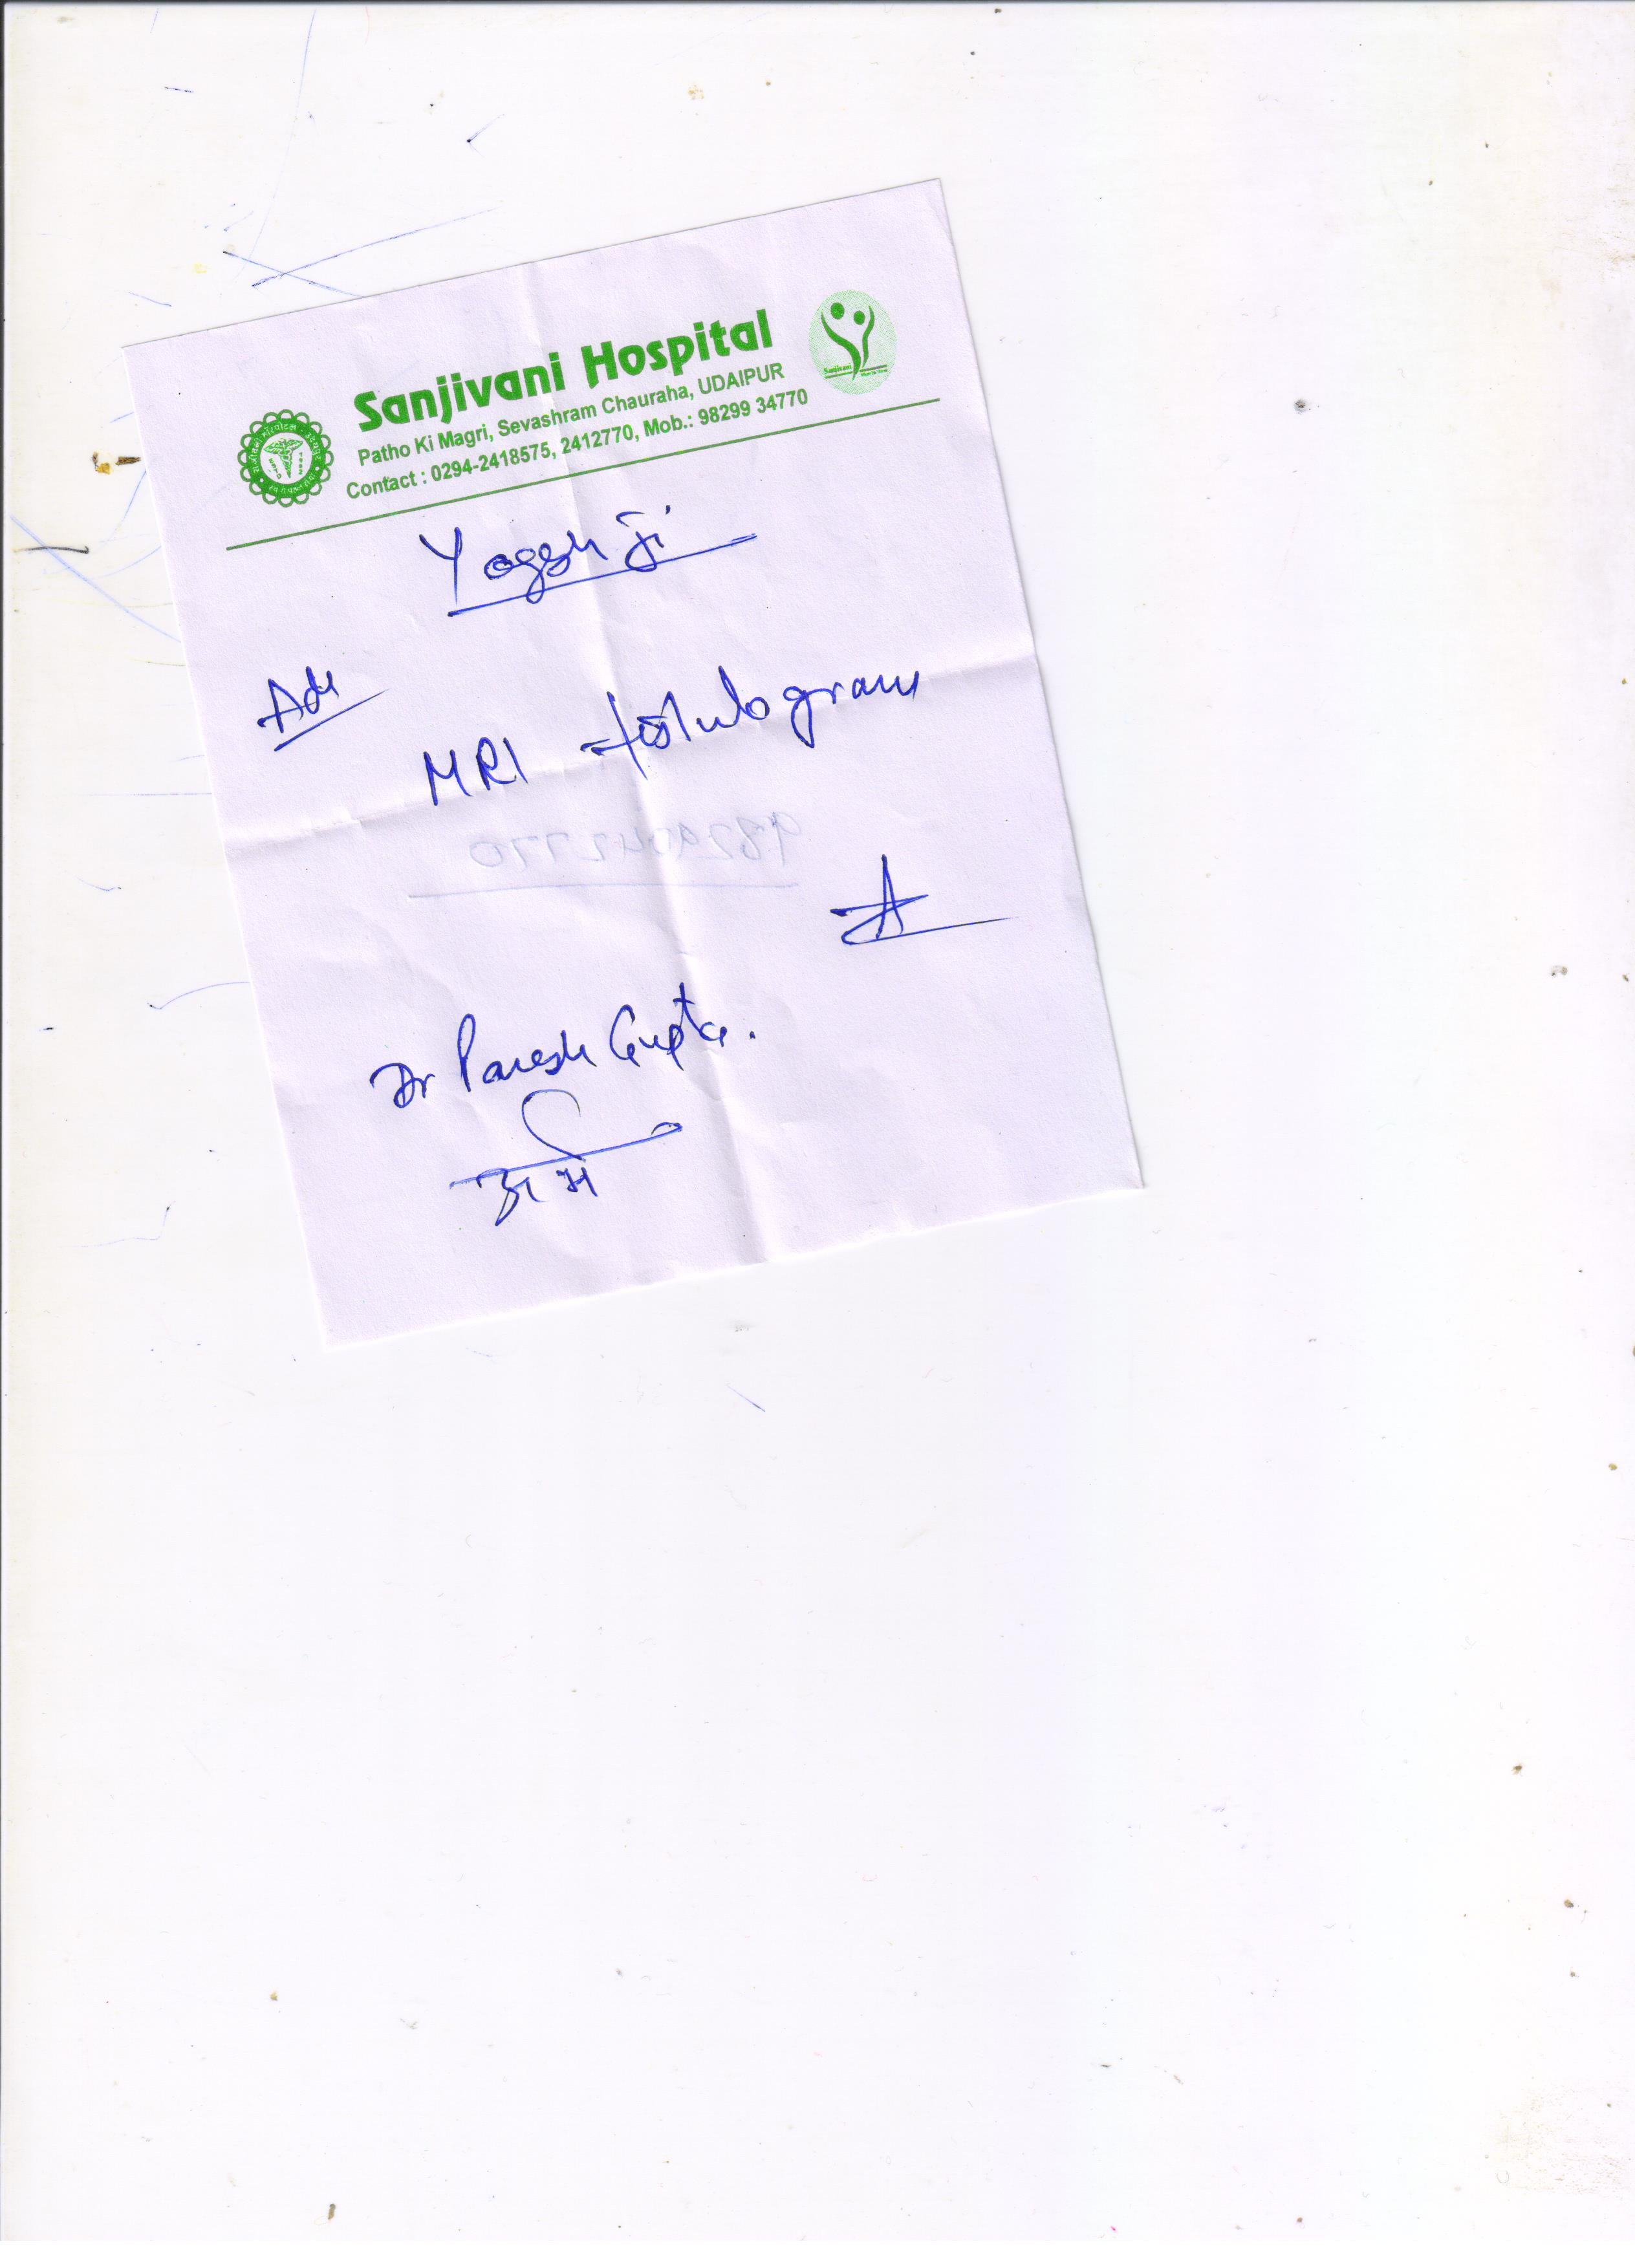 Sanjivani Hospital
Patho Ki Magri, Sevashram Chauraha, UDAIPUR
Contact : 0294-2418575, 2412770, Mob.: 98299 34770
Yogesh Ji
Adv
MRI fistulogram
9829042770
Dr Paresh Gupta.